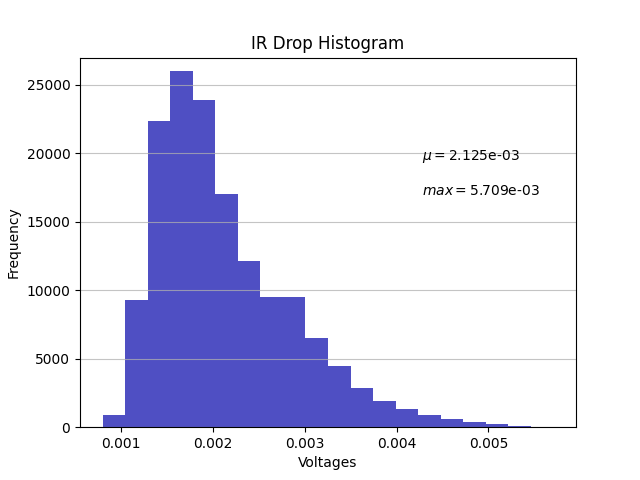 IR Drop Histogram
25000
20000
15000
10000
5000
0
Frequency
μ = 2.125e-03
max = 5.709e-03
0.001 0.002 0.003 0.004 0.005
Voltages